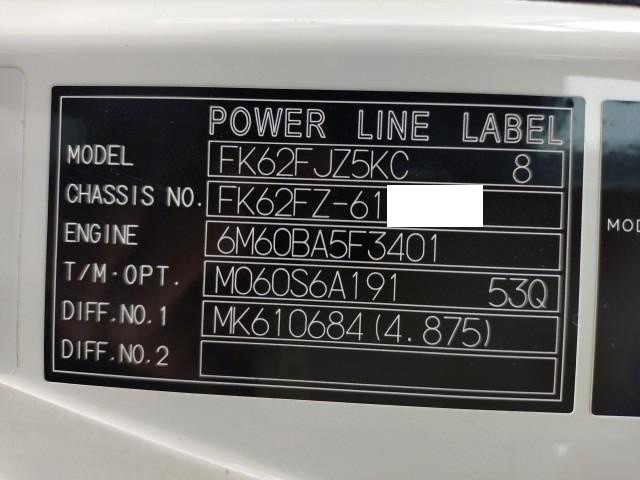 POWER LINE LABEL
MODEL FK62FJZ5KC 8
CHASSIS NO. FK62FZ-61
ENGINE 6M60BA5F3401
T/M·OPT. M060S6A191 53Q
DIFF.NO.1 MK610684(4.875)
DIFF.NO.2
MOD